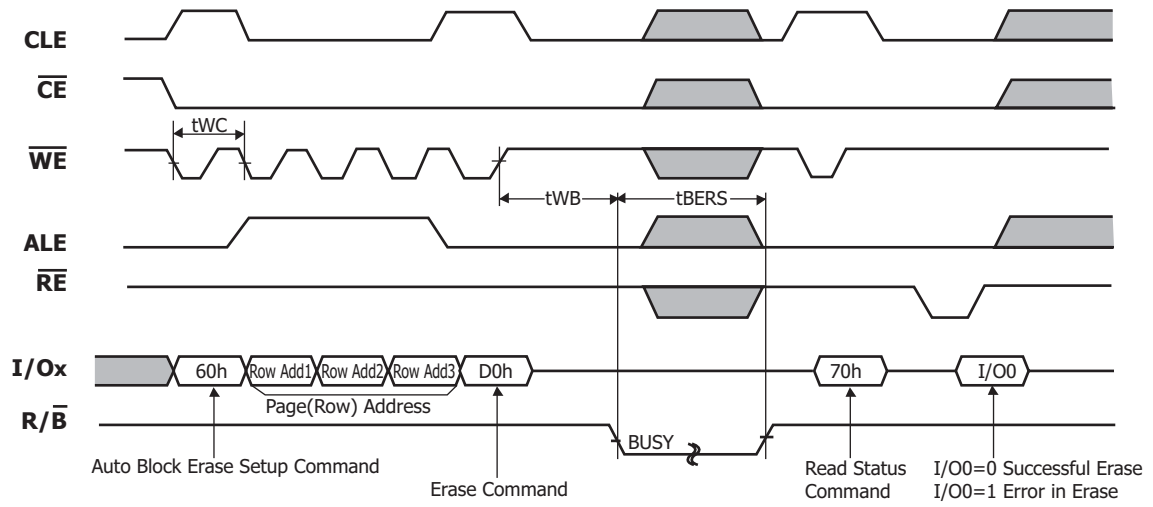 CLE
CE
tWC
WE
tWB
tBERS
ALE
RE
I/Ox
60h
Row Add1
Row Add2
Row Add3
D0h
70h
I/O0
Page(Row) Address
R/B
BUSY
Auto Block Erase Setup Command
Erase Command
Read Status
Command
I/O0=0 Successful Erase
I/O0=1 Error in Erase